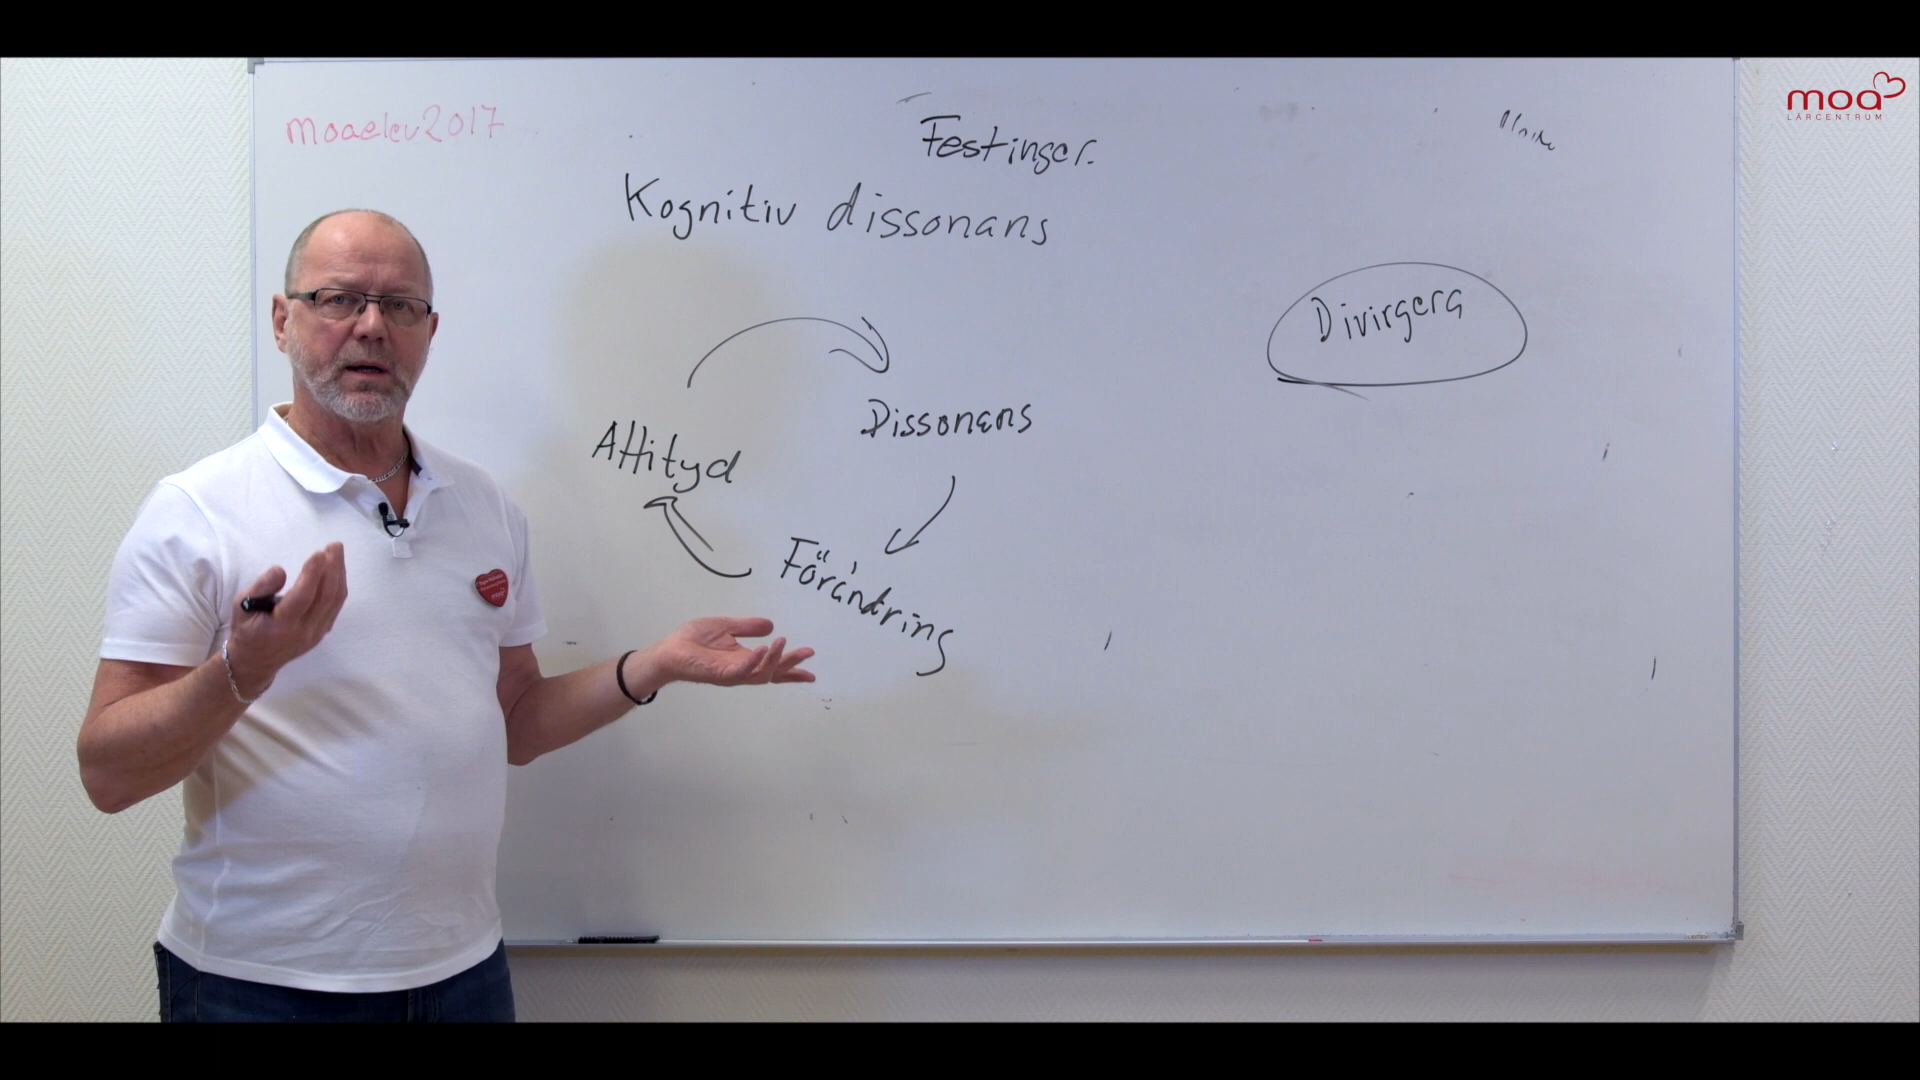 moa
LÄRCENTRUM
moaelev2017
Festinger.
Kognitiv dissonans
Divirgera
Dissonans
Attityd
Förändring